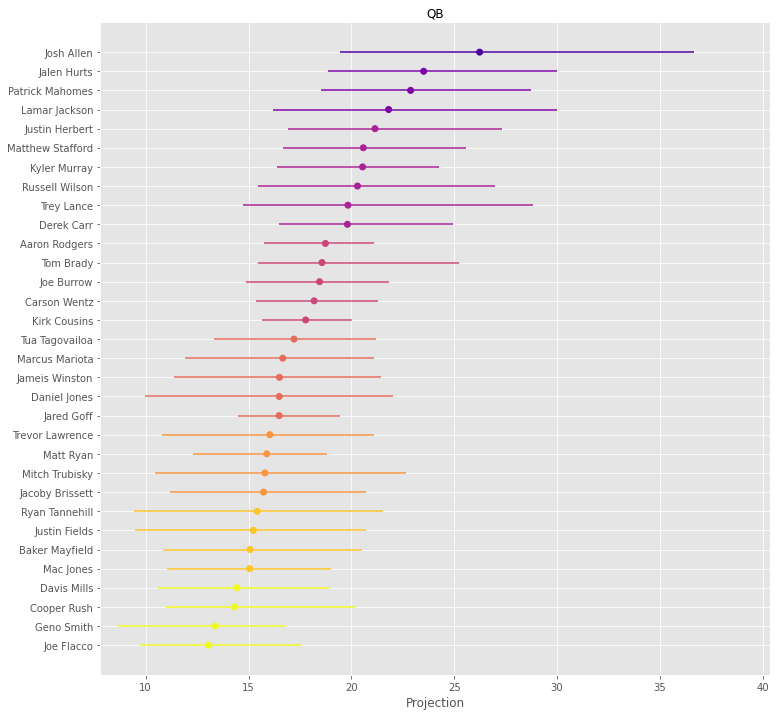 QB
Josh Allen
Jalen Hurts
Patrick Mahomes
Lamar Jackson
Justin Herbert
Matthew Stafford
Kyler Murray
Russell Wilson
Trey Lance
Derek Carr
Aaron Rodgers
Tom Brady
Joe Burrow
Carson Wentz
Kirk Cousins
Tua Tagovailoa
Marcus Mariota
Jameis Winston
Daniel Jones
Jared Goff
Trevor Lawrence
Matt Ryan
Mitch Trubisky
Jacoby Brissett
Ryan Tannehill
Justin Fields
Baker Mayfield
Mac Jones
Davis Mills
Cooper Rush
Geno Smith
Joe Flacco
10 15 20 25 30 35 40
Projection